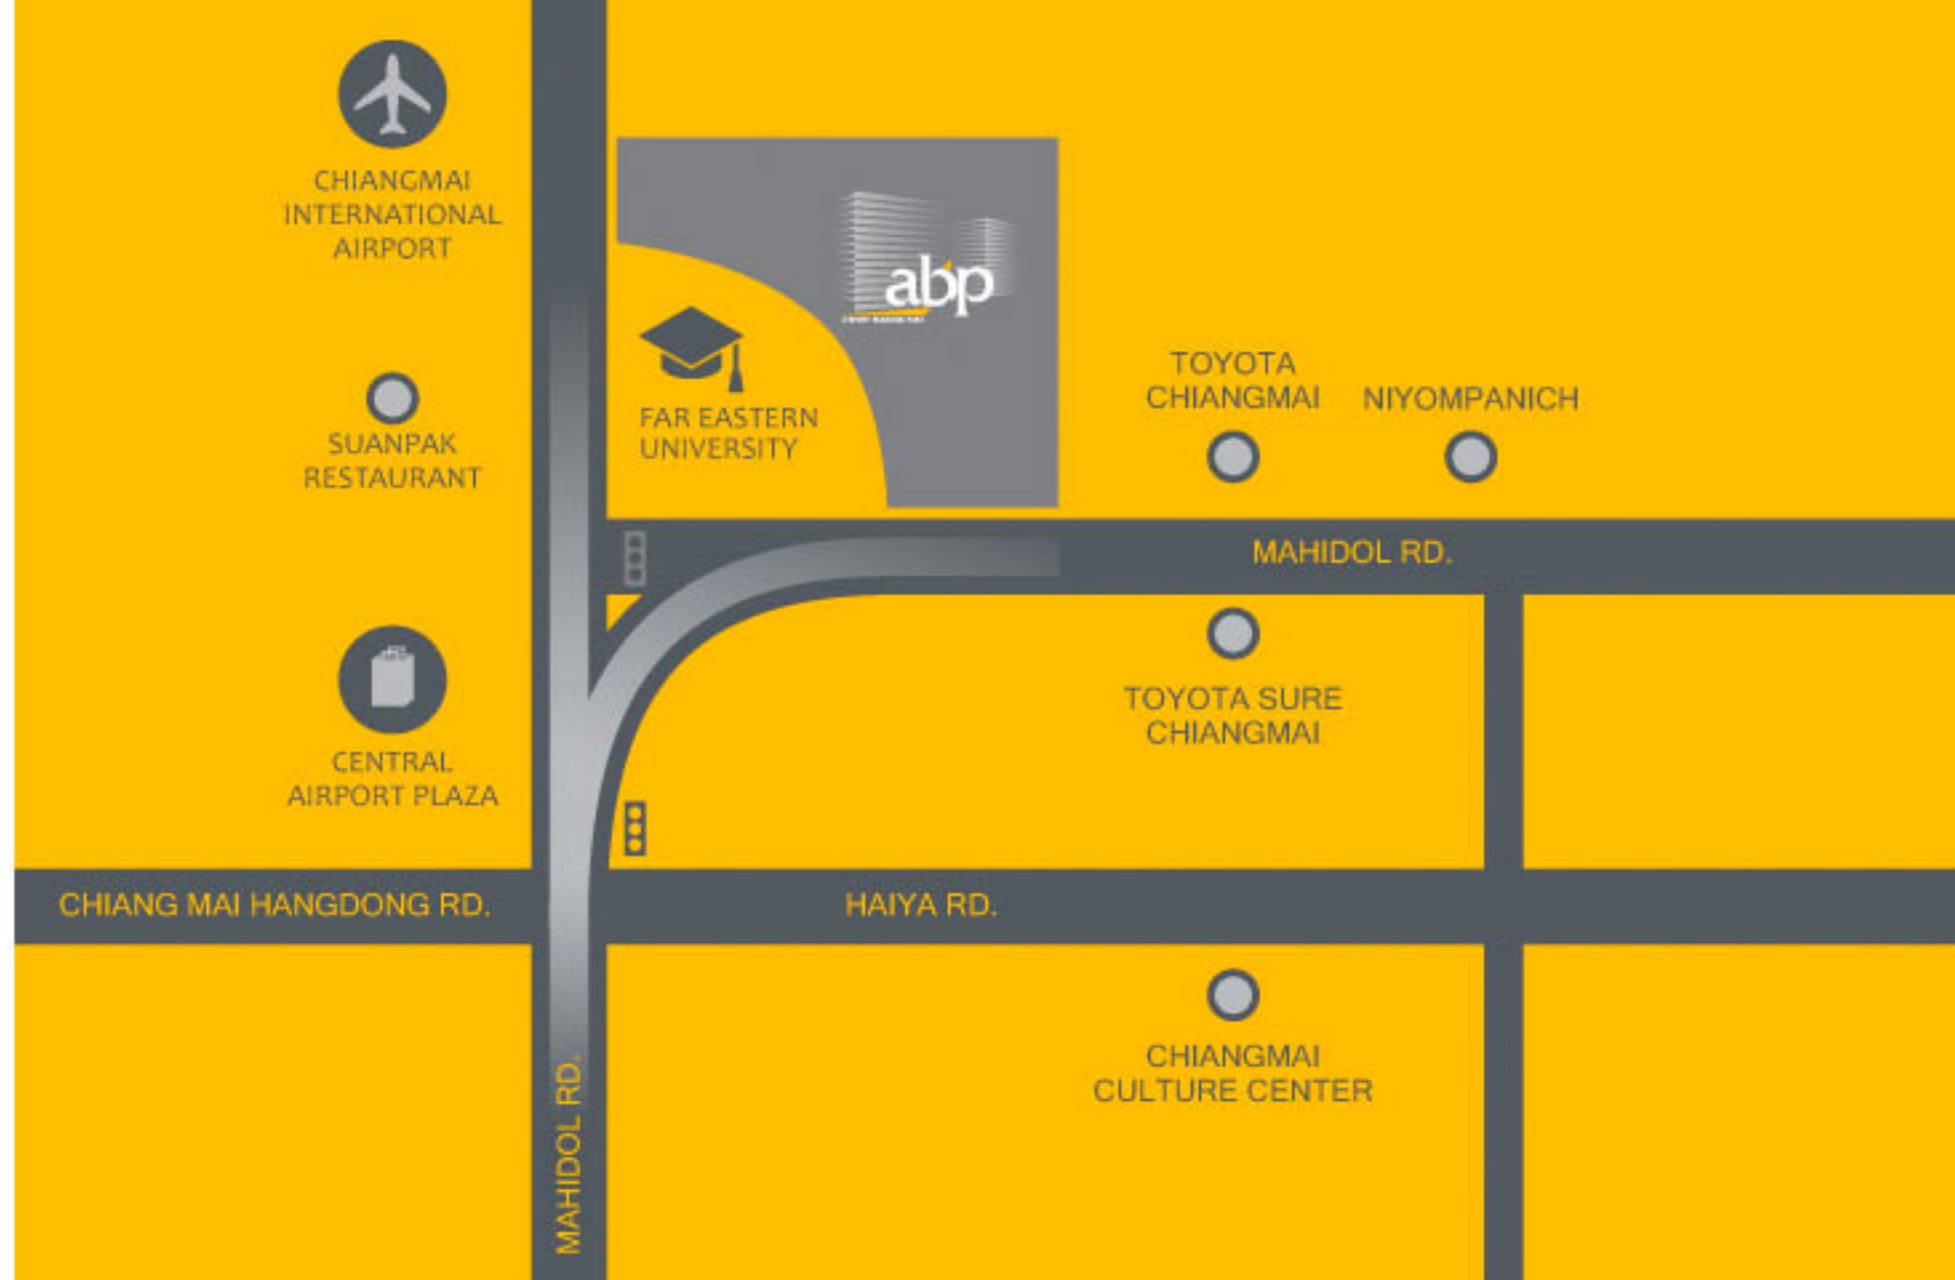 CHIANGMAI
INTERNATIONAL
AIRPORT
abp
SUANPAK
RESTAURANT
FAR EASTERN
UNIVERSITY
TOYOTA
CHIANGMAI
NIYOMPANICH
MAHIDOL RD.
CENTRAL
AIRPORT PLAZA
TOYOTA SURE
CHIANGMAI
CHIANG MAI HANGDONG RD.
HAIYA RD.
CHIANGMAI
CULTURE CENTER
MAHIDOL RD.